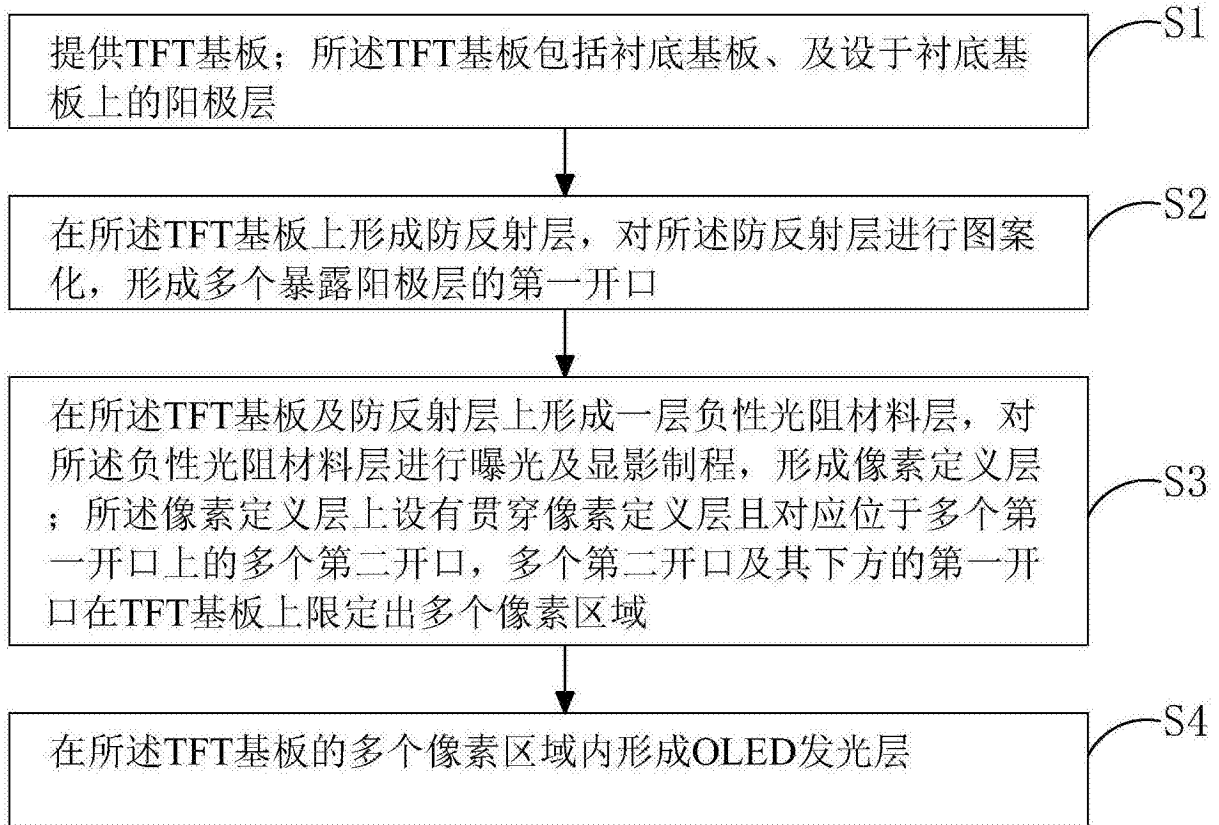 S1
提供TFT基板；所述TFT基板包括衬底基板、及设于衬底基
板上的阳极层
S2
在所述TFT基板上形成防反射层，对所述防反射层进行图案
化，形成多个暴露阳极层的第一开口
S3
在所述TFT基板及防反射层上形成一层负性光阻材料层，对
所述负性光阻材料层进行曝光及显影制程，形成像素定义层
；所述像素定义层上设有贯穿像素定义层且对应位于多个第
一开口上的多个第二开口，多个第二开口及其下方的第一开
口在TFT基板上限定出多个像素区域
S4
在所述TFT基板的多个像素区域内形成OLED发光层